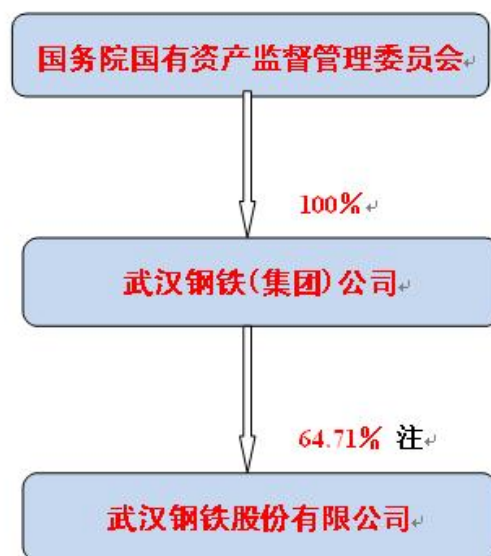 国务院国有资产监督管理委员会
100%
武汉钢铁(集团)公司
64.71% 注
武汉钢铁股份有限公司